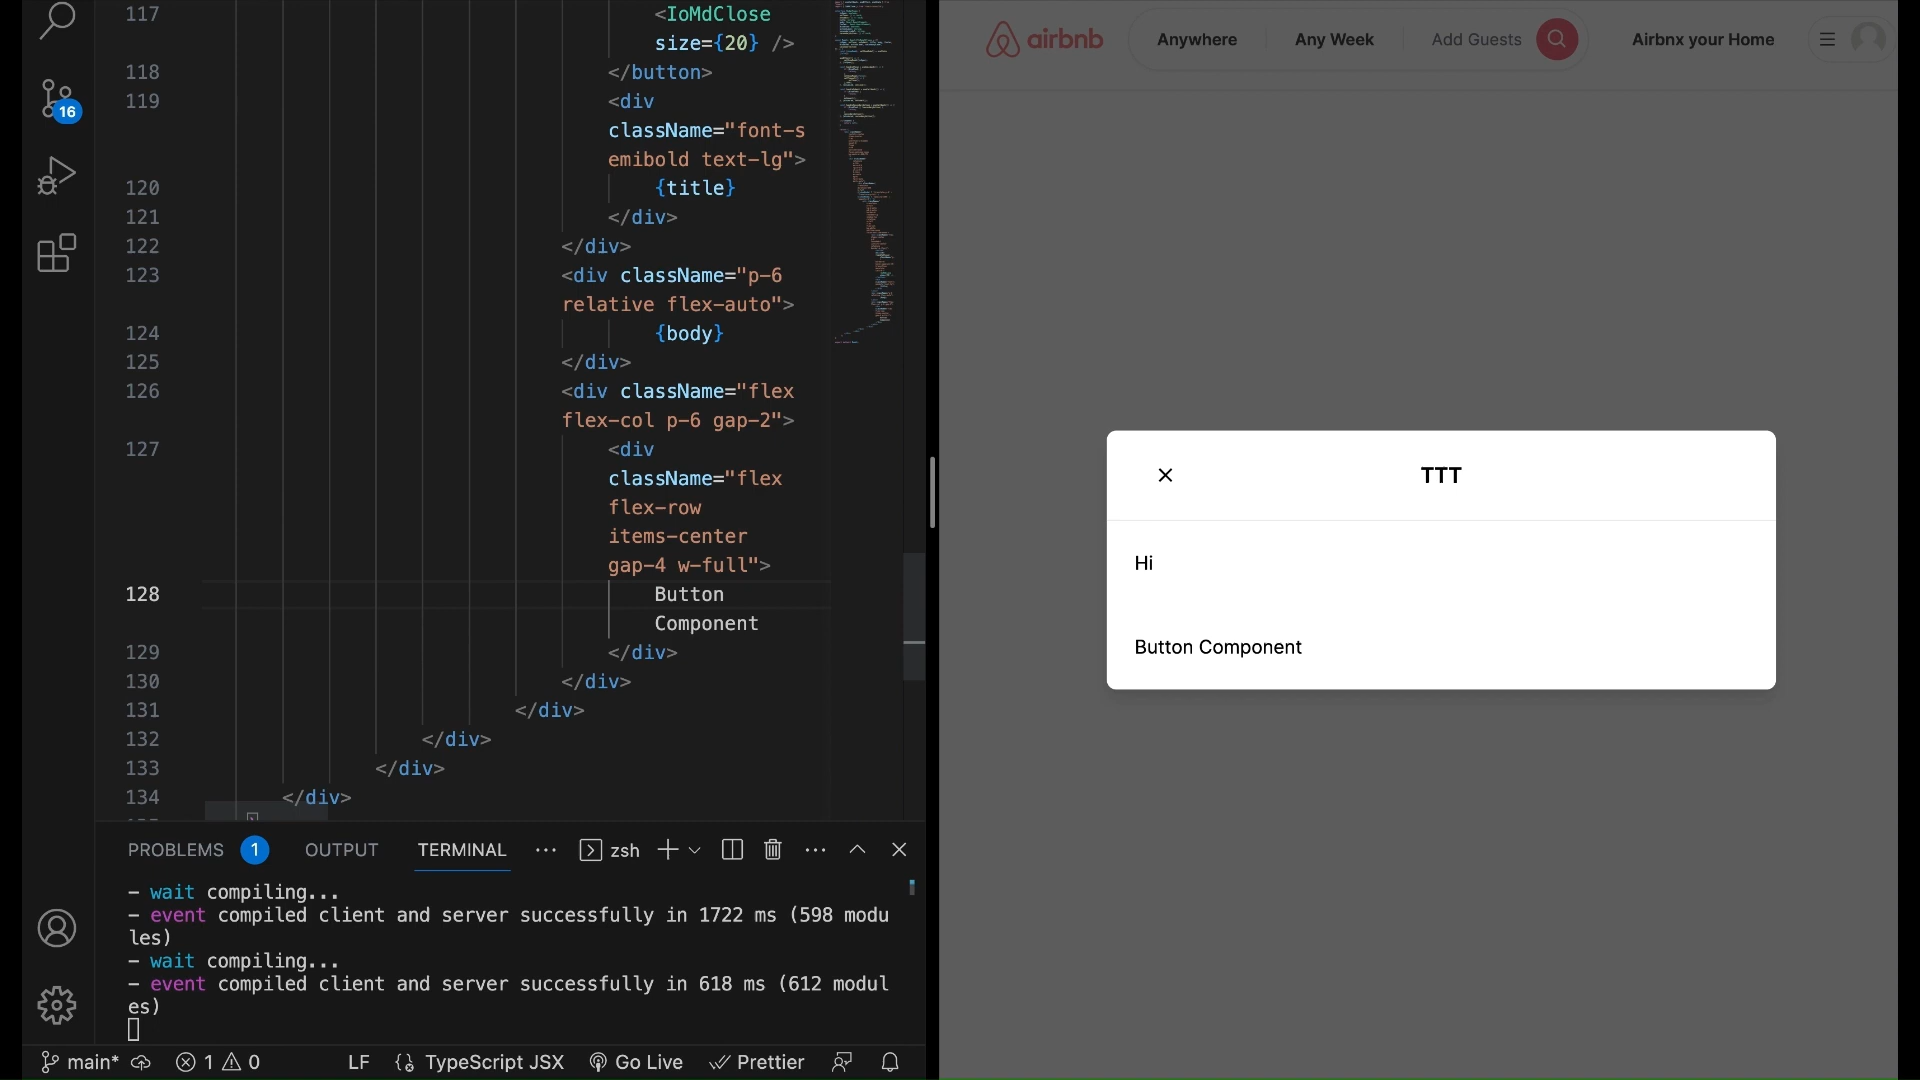 117 <IoMdClose
size={20} />
118 </button>
119 <div
className="font-s
emibold text-lg">
120 {title}
121 </div>
122 </div>
123 <div className="p-6
relative flex-auto">
124 {body}
125 </div>
126 <div className="flex
flex-col p-6 gap-2">
127 <div
className="flex
flex-row
items-center
gap-4 w-full">
128 Button
Component
129 </div>
130 </div>
131 </div>
132 </div>
133 </div>
134 </div>
16
PROBLEMS 1 OUTPUT TERMINAL ··· zsh
- wait compiling...
- event compiled client and server successfully in 1722 ms (598 modu
les)
- wait compiling...
- event compiled client and server successfully in 618 ms (612 modul
es)
main* 1 0 LF TypeScript JSX Go Live Prettier
airbnb Anywhere Any Week Add Guests Airbnx your Home
TTT
Hi
Button Component